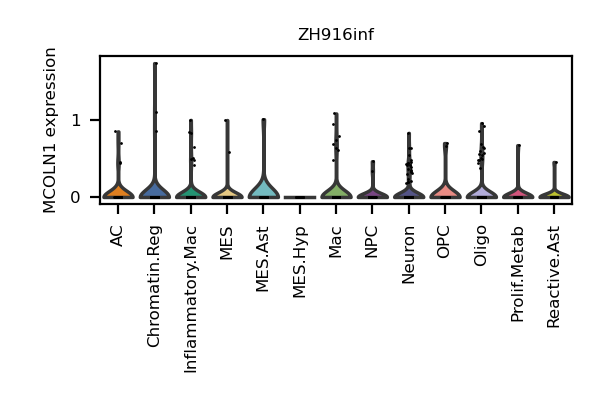 ZH916inf
MCOLN1 expression
1
0
AC
Chromatin.Reg
Inflammatory.Mac
MES
MES.Ast
MES.Hyp
Mac
NPC
Neuron
OPC
Oligo
Prolif.Metab
Reactive.Ast